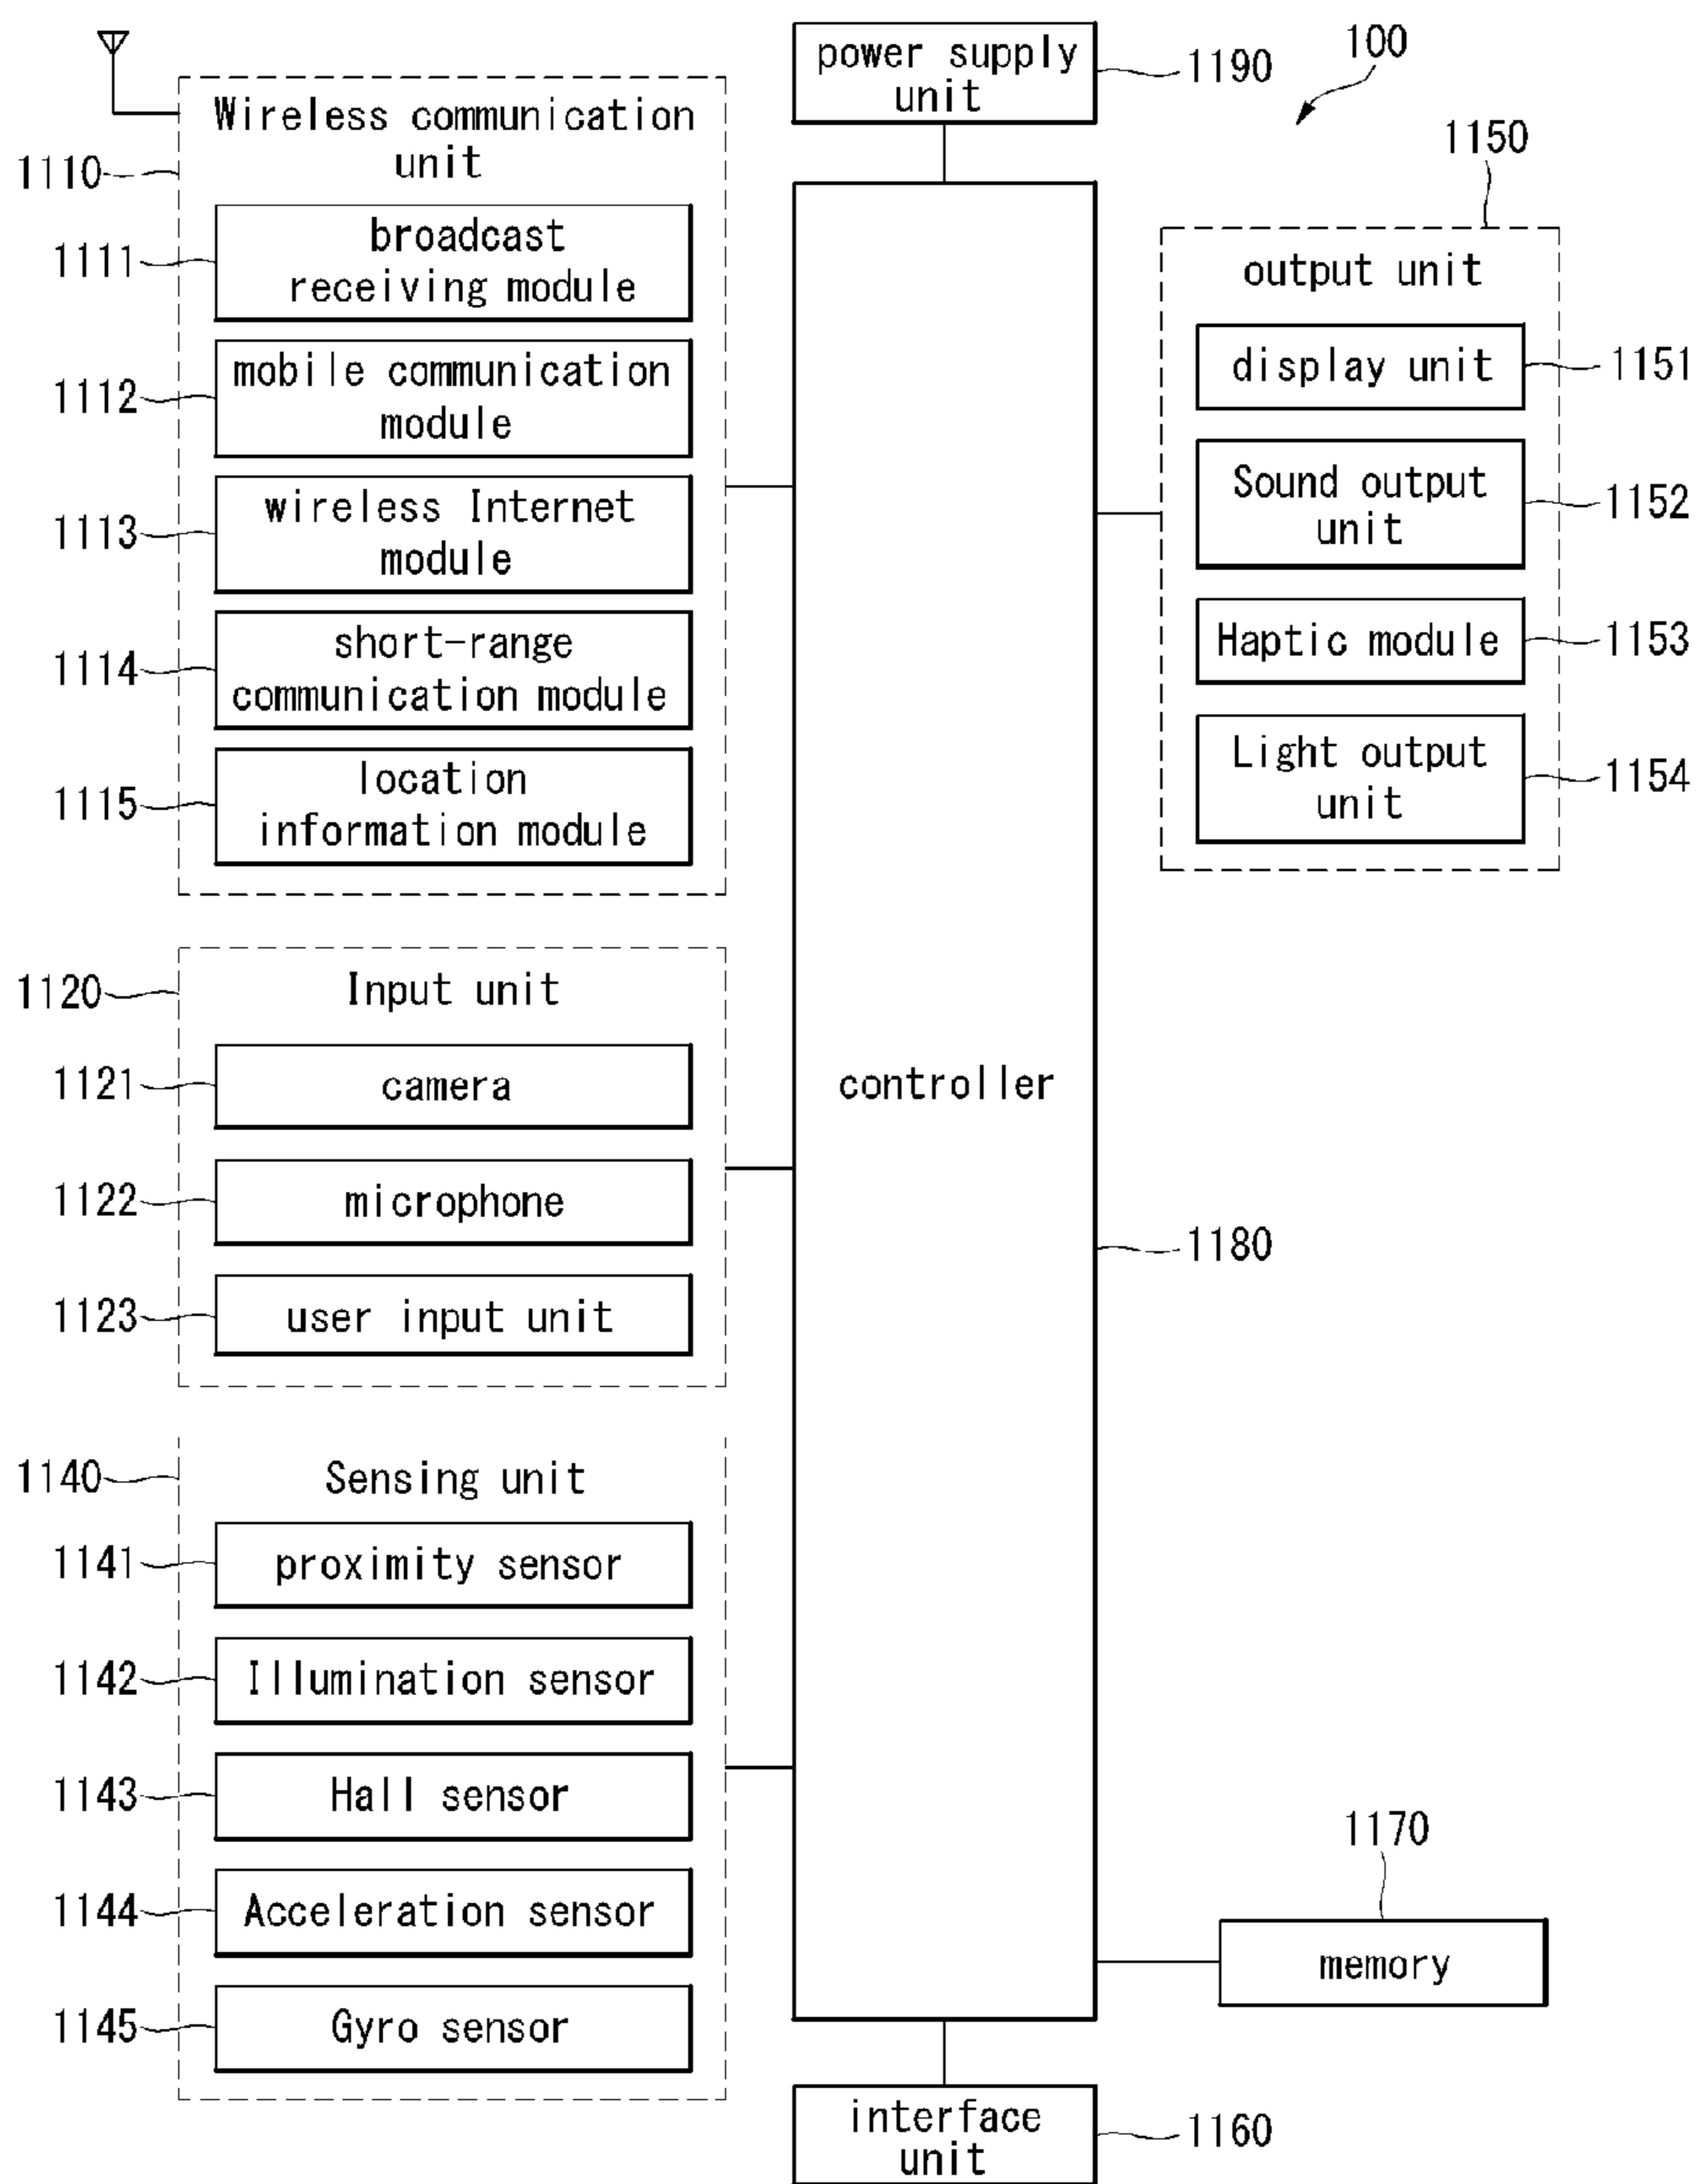 power supply
unit
1190
100
Wireless communication
unit
1110
broadcast
receiving module
1111
mobile communication
module
1112
wireless Internet
module
1113
short-range
communication module
1114
location
information module
1115
1150
output unit
display unit
1151
Sound output
unit
1152
Haptic module
1153
Light output
unit
1154
1120
Input unit
1121
camera
1122
microphone
1123
user input unit
controller
1180
1140
Sensing unit
1141
proximity sensor
1142
Illumination sensor
1143
Hall sensor
1144
Acceleration sensor
1145
Gyro sensor
1170
memory
interface
unit
1160